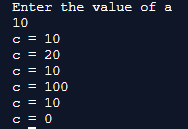 Enter the value of a
10
c = 10
c = 20
c = 10
c = 100
c = 10
c = 0